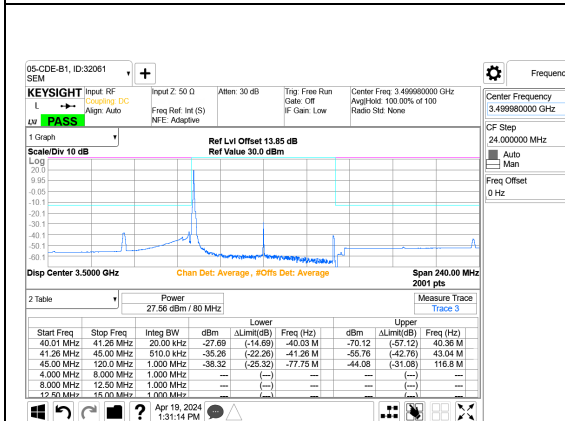 05-CDE-B1, ID:32061
SEM
+
Frequenc
KEYSIGHT Input: RF Input Z: 50 Ω Atten: 30 dB Trig: Free Run Center Freq: 3.499980000 GHz
L Coupling: DC Gate: Off Avg|Hold: 100.00% of 100
Align: Auto Freq Ref: Int (S) IF Gain: Low Radio Std: None
LXI PASS NFE: Adaptive
Center Frequency
3.499980000 GHz
CF Step
24.000000 MHz
Auto
Man
Freq Offset
0 Hz
1 Graph
Ref Lvl Offset 13.85 dB
Scale/Div 10 dB Ref Value 30.0 dBm
Log
20.0
9.95
-0.05
-10.1
-20.1
-30.1
-40.1
-50.1
-60.1
Disp Center 3.5000 GHz Chan Det: Average , #Offs Det: Average Span 240.00 MHz
2001 pts
2 Table Power Measure Trace
27.56 dBm / 80 MHz Trace 3
Lower Upper
Start Freq Stop Freq Integ BW dBm ΔLimit(dB) Freq (Hz) dBm ΔLimit(dB) Freq (Hz)
40.01 MHz 41.26 MHz 20.00 kHz -27.69 (-14.69) -40.03 M -70.12 (-57.12) 40.36 M
41.26 MHz 45.00 MHz 510.0 kHz -35.26 (-22.26) -41.26 M -55.76 (-42.76) 43.04 M
45.00 MHz 120.0 MHz 1.000 MHz -38.32 (-25.32) -77.75 M -44.08 (-31.08) 116.8 M
4.000 MHz 8.000 MHz 1.000 MHz --- (---) --- --- (---) ---
8.000 MHz 12.50 MHz 1.000 MHz --- (---) --- --- (---) ---
12.50 MHz 15.00 MHz 1.000 MHz --- (---) --- --- (---) ---
? Apr 19, 2024
1:31:14 PM